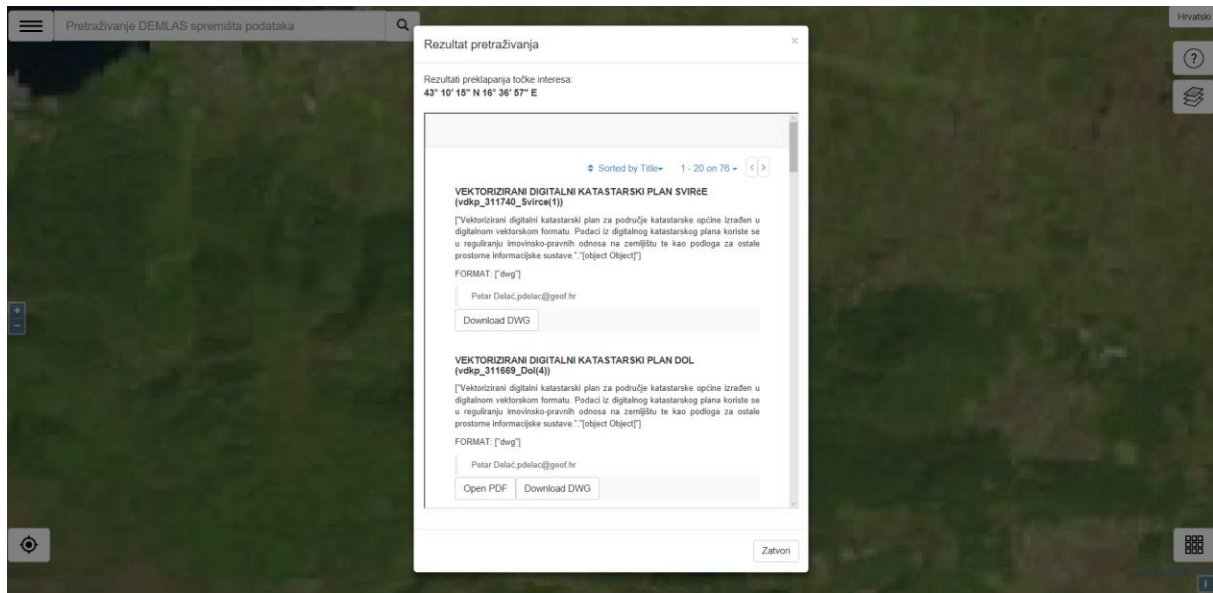 Pretraživanje DEMLAS spremišta podataka
Hrvatski
Rezultat pretraživanja
×
Rezultati preklapanja točke interesa:
43° 10' 15" N 16° 36' 57" E
Sorted by Title 1 - 20 on 76 < >
VEKTORIZIRANI DIGITALNI KATASTARSKI PLAN SVIRčE
(vdkp_311740_Svirce(1))
["Vektorizirani digitalni katastarski plan za područje katastarske općine izrađen u
digitalnom vektorskom formatu. Podaci iz digitalnog katastarskog plana koriste se
u reguliranju imovinsko-pravnih odnosa na zemljištu te kao podloga za ostale
prostorne informacijske sustave.","[object Object]"]
FORMAT: ["dwg"]
Petar Delač,pdelac@geof.hr
Download DWG
VEKTORIZIRANI DIGITALNI KATASTARSKI PLAN DOL
(vdkp_311669_Dol(4))
["Vektorizirani digitalni katastarski plan za područje katastarske općine izrađen u
digitalnom vektorskom formatu. Podaci iz digitalnog katastarskog plana koriste se
u reguliranju imovinsko-pravnih odnosa na zemljištu te kao podloga za ostale
prostorne informacijske sustave.","[object Object]"]
FORMAT: ["dwg"]
Petar Delač,pdelac@geof.hr
Open PDF Download DWG
Zatvori
+
-
?
i